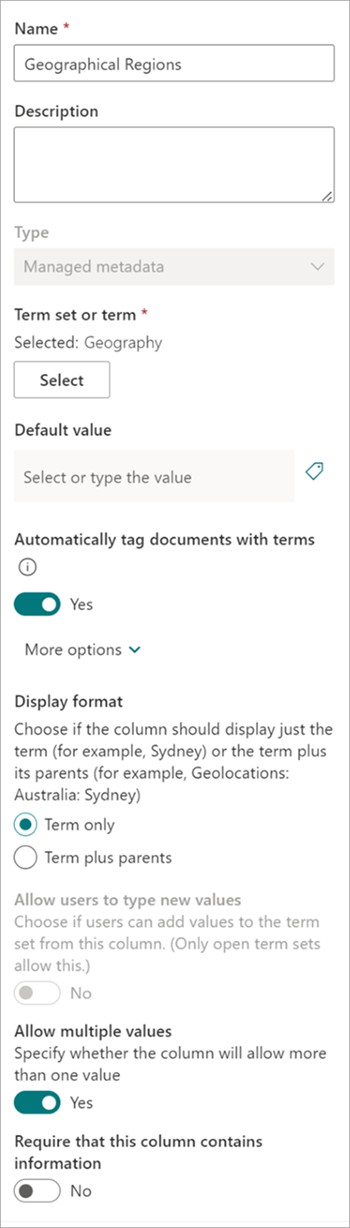 Name *
Geographical Regions
Description
Type
Managed metadata
Term set or term *
Selected: Geography
Select
Default value
Select or type the value
Automatically tag documents with terms
Yes
More options
Display format
Choose if the column should display just the
term (for example, Sydney) or the term plus
its parents (for example, Geolocations:
Australia: Sydney)
Term only
Term plus parents
Allow users to type new values
Choose if users can add values to the term
set from this column. (Only open term sets
allow this.)
No
Allow multiple values
Specify whether the column will allow more
than one value
Yes
Require that this column contains
information
No